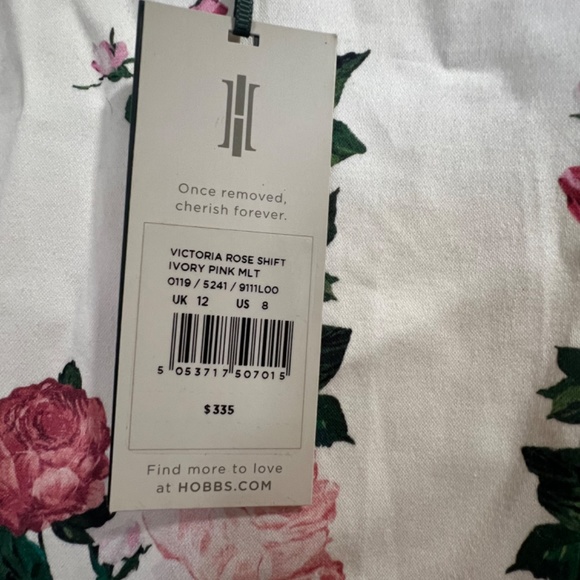 Once removed,
cherish forever.
VICTORIA ROSE SHIFT
IVORY PINK MLT
0119 / 5241 / 9111L00
UK 12 US 8
5 053717 507015
$335
Find more to love
at HOBBS.COM